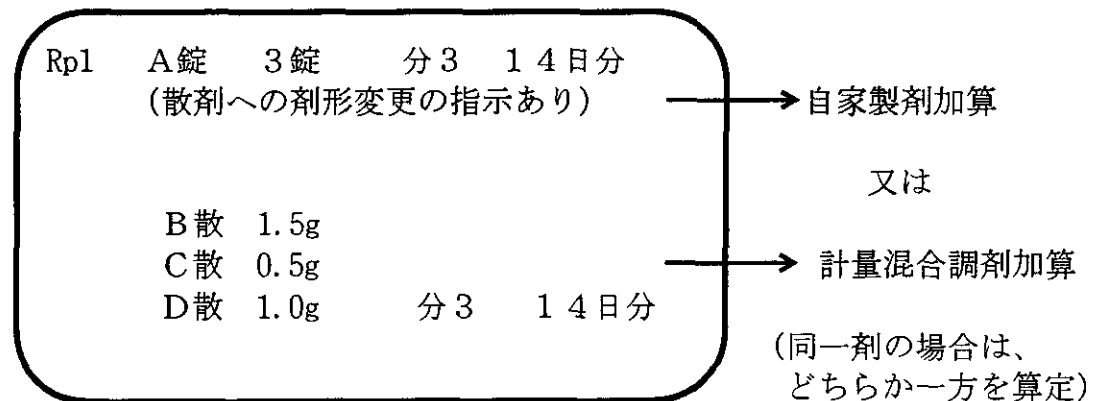 Rp1 A錠 3錠 分3 14日分
(散剤への剤形変更の指示あり)
自家製剤加算
又は
B散 1.5g
C散 0.5g
計量混合調剤加算
D散 1.0g 分3 14日分
(同一剤の場合は、
どちらか一方を算定)